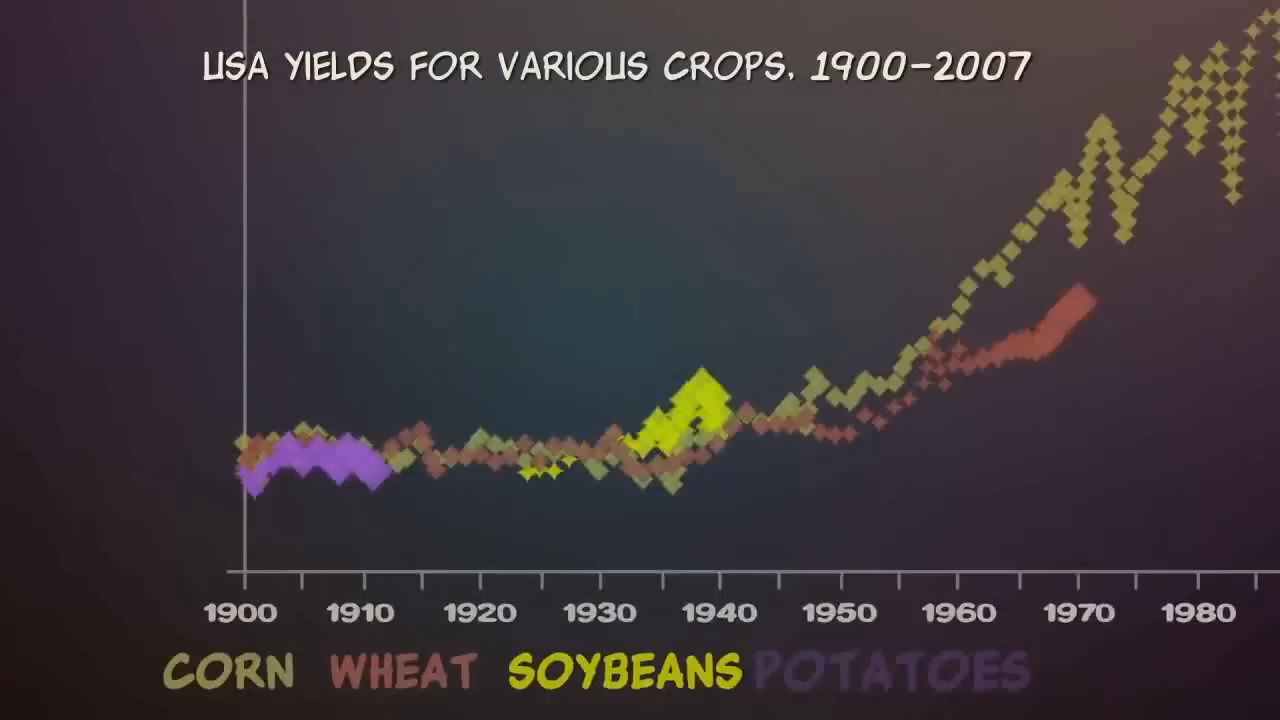 USA YIELDS FOR VARIOUS CROPS. 1900-2007
1900 1910 1920 1930 1940 1950 1960 1970 1980
CORN WHEAT SOYBEANS POTATOES